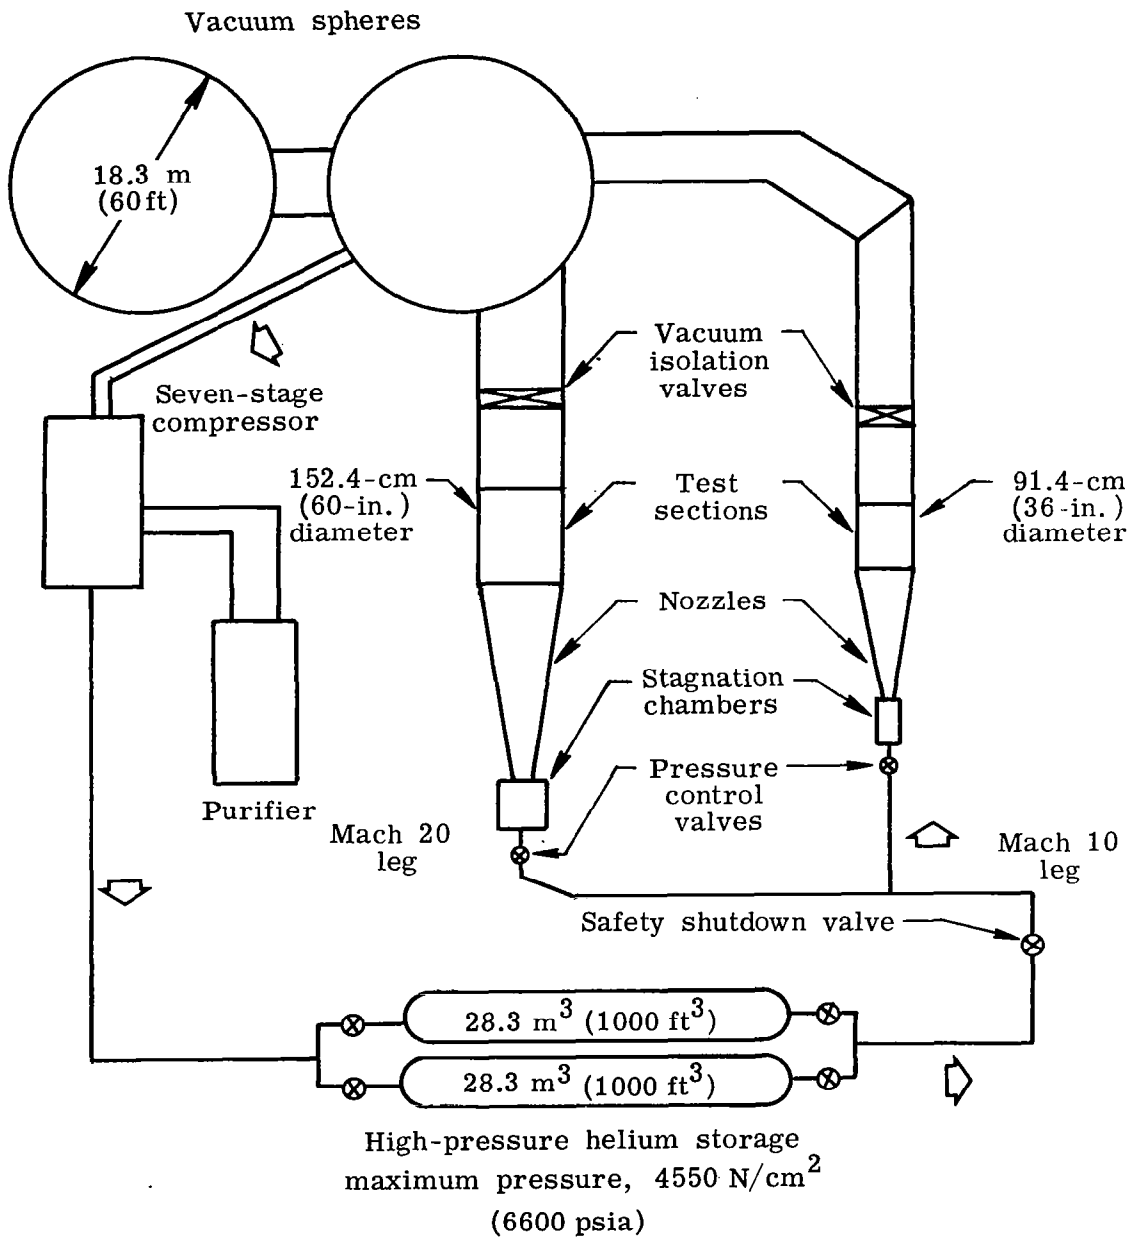 Vacuum spheres
18.3 m
(60 ft)
Seven-stage
compressor
Vacuum
isolation
valves
152.4-cm
(60-in.)
diameter
Test
sections
91.4-cm
(36-in.)
diameter
Nozzles
Stagnation
chambers
Purifier
Pressure
control
valves
Mach 20
leg
Mach 10
leg
Safety shutdown valve
28.3 m³ (1000 ft³)
28.3 m³ (1000 ft³)
High-pressure helium storage
maximum pressure, 4550 N/cm²
(6600 psia)